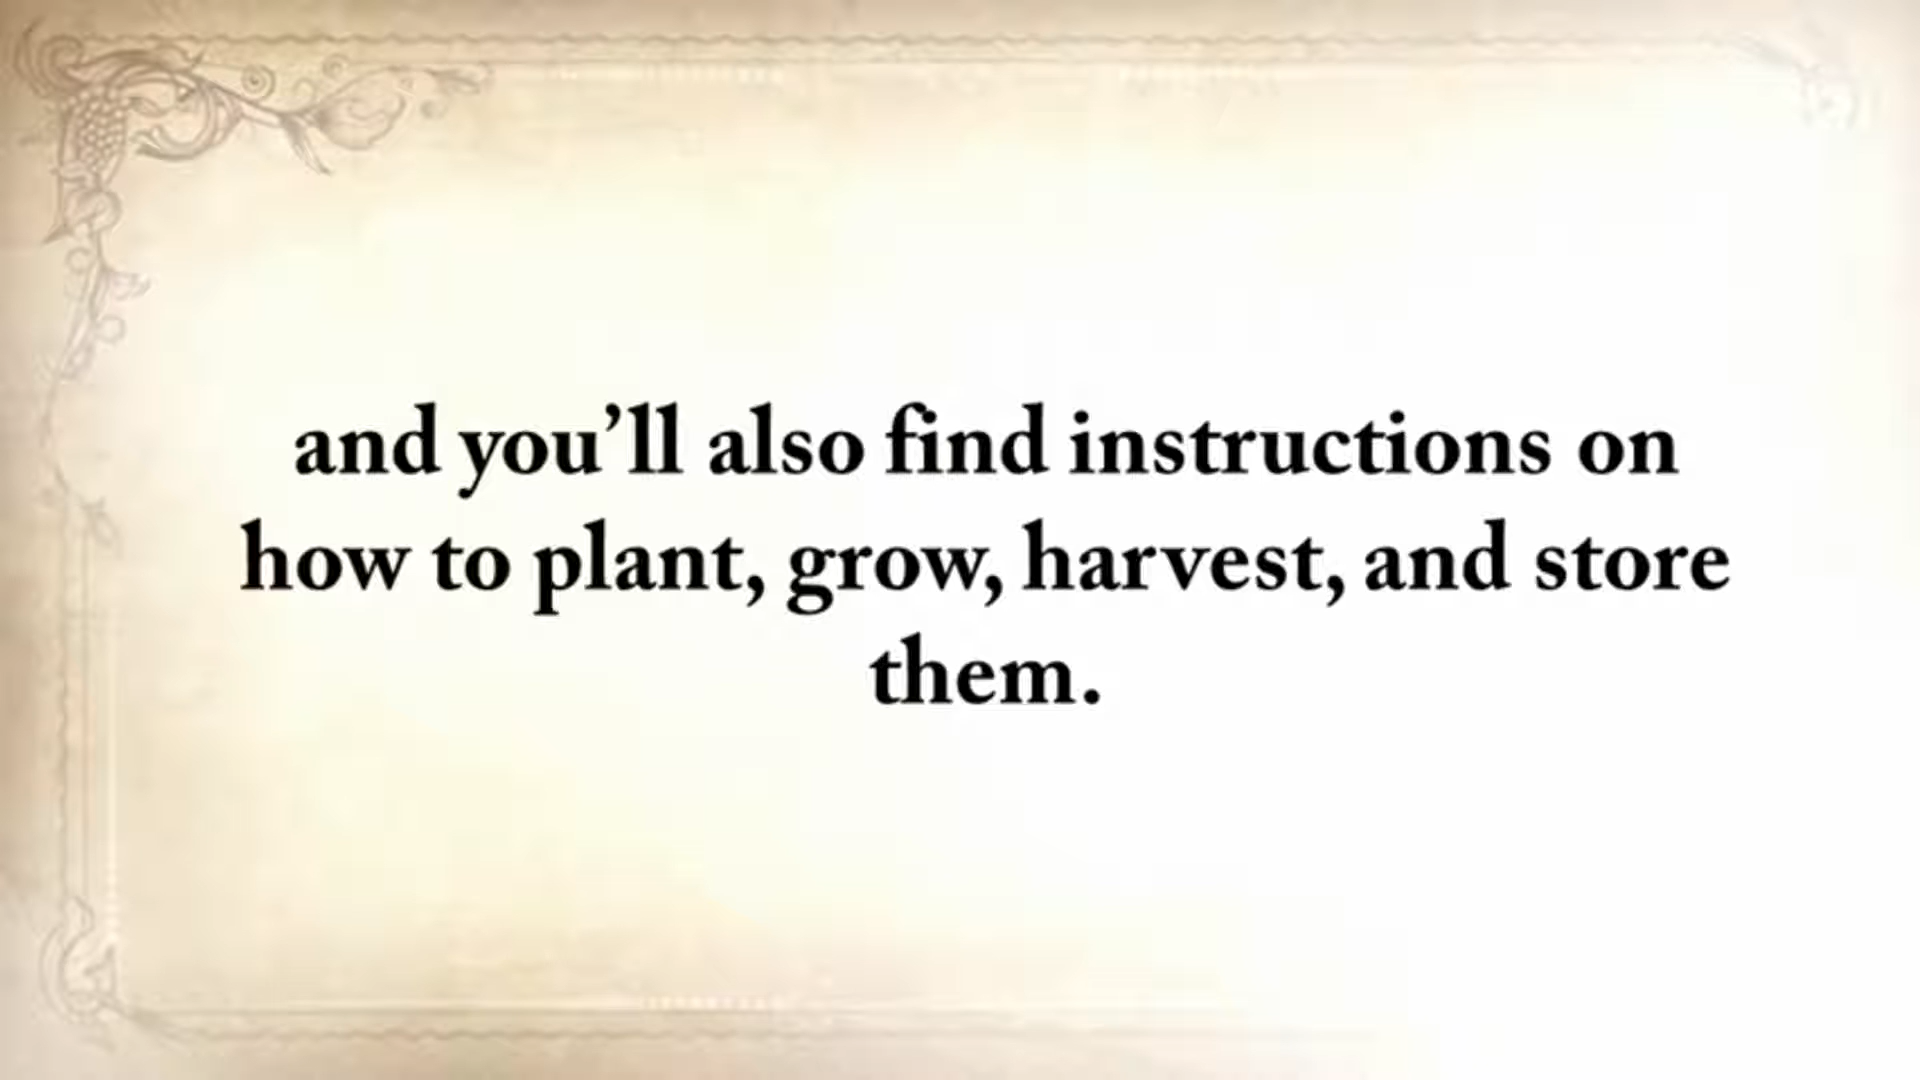 and you’ll also find instructions on
how to plant, grow, harvest, and store
them.